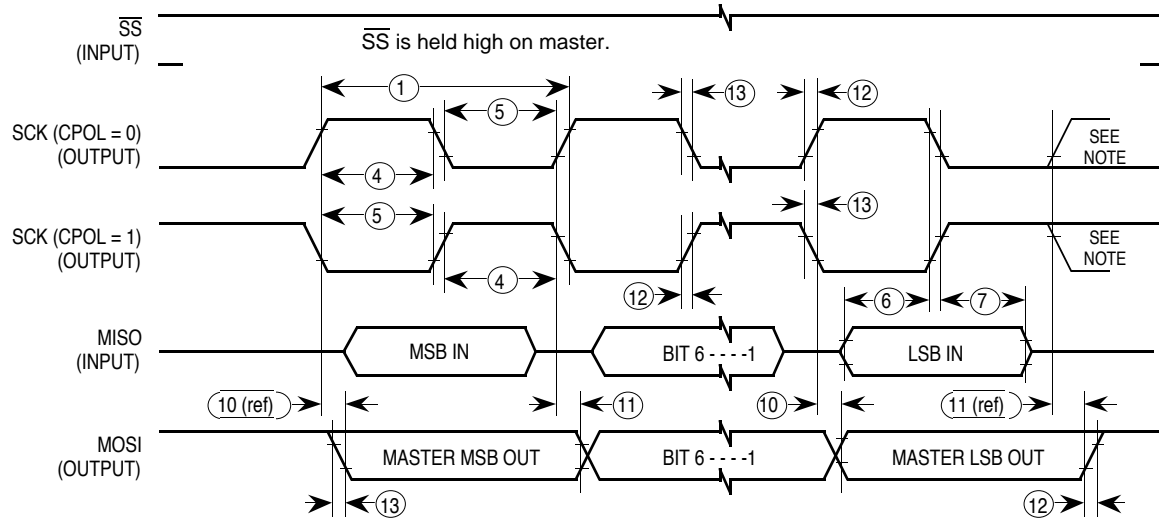 SS
(INPUT)
SS is held high on master.
1
5
13
12
SCK (CPOL = 0)
(OUTPUT)
SEE
NOTE
4
5
13
SCK (CPOL = 1)
(OUTPUT)
SEE
NOTE
4
12
6
7
MISO
(INPUT)
MSB IN
BIT 6 - - - -1
LSB IN
10 (ref)
11
10
11 (ref)
MOSI
(OUTPUT)
MASTER MSB OUT
BIT 6 - - - -1
MASTER LSB OUT
13
12